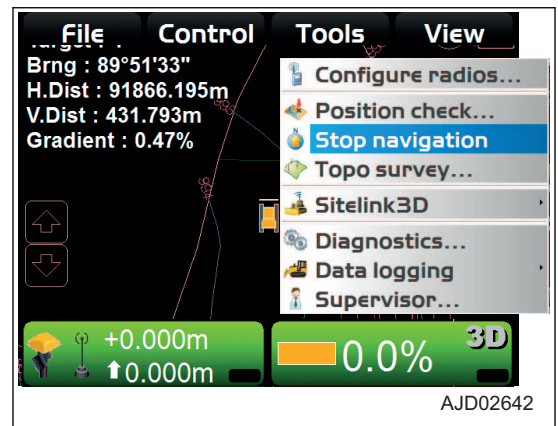 File Control Tools View
Brng : 89°51'33"
H.Dist : 91866.195m
V.Dist : 431.793m
Gradient : 0.47%
Configure radios...
Position check...
Stop navigation
Topo survey...
Sitelink3D
Diagnostics...
Data logging
Supervisor...
+0.000m
0.000m
0.0%
3D
AJD02642